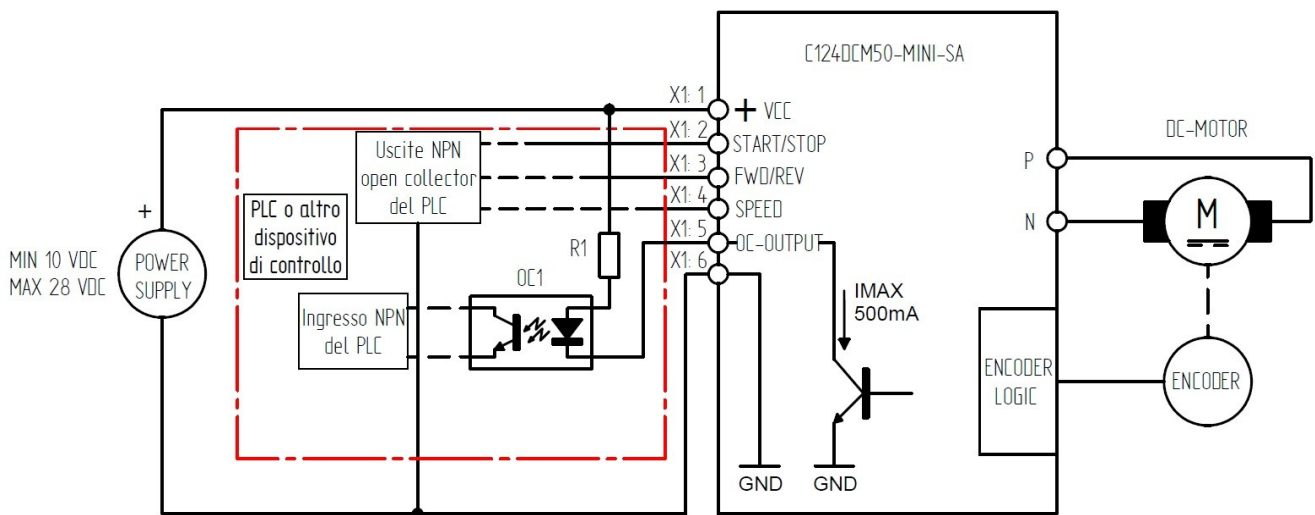 C124DCM50-MINI-SA
X1: 1
+ VCC
X1: 2
START/STOP
X1: 3
FWD/REV
X1: 4
SPEED
X1: 5
OC-OUTPUT
X1: 6
Uscite NPN
open collector
del PLC
PLC o altro
dispositivo
di controllo
+
MIN 10 VDC
MAX 28 VDC
POWER
SUPPLY
R1
OC1
Ingresso NPN
del PLC
IMAX
500mA
GND
GND
P
N
DC-MOTOR
M
ENCODER
LOGIC
ENCODER